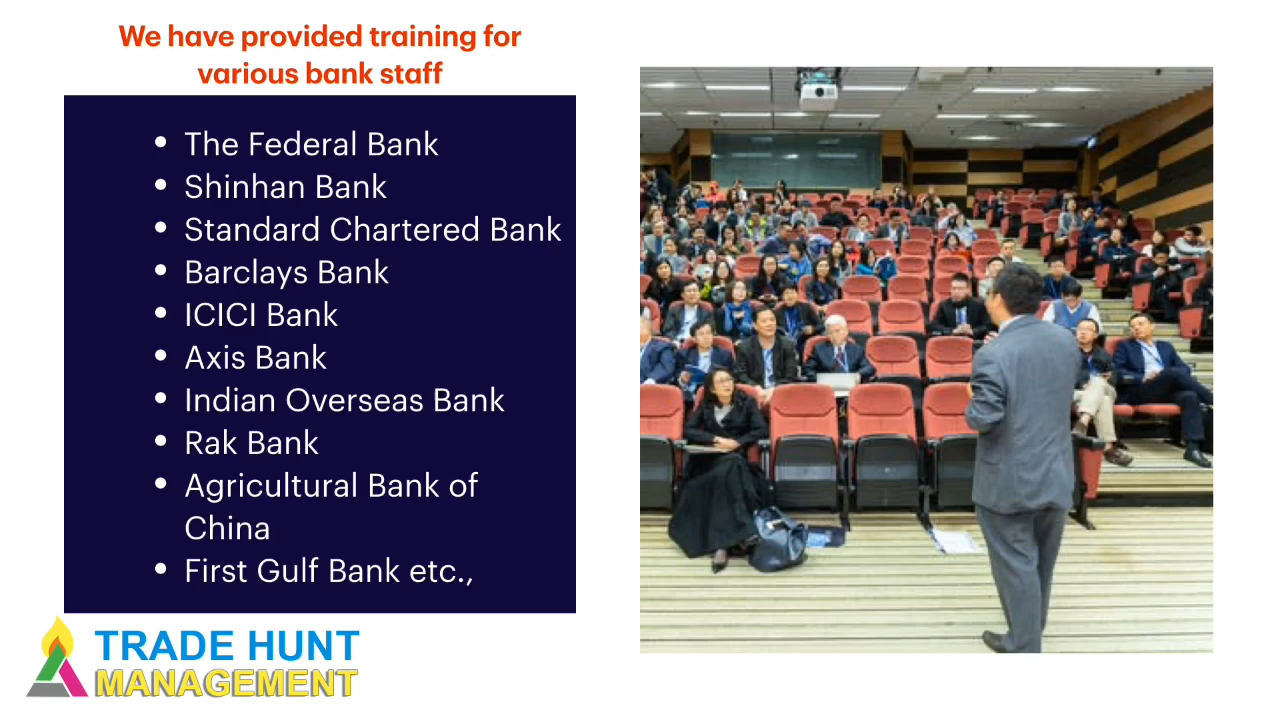 We have provided training for
various bank staff
• The Federal Bank
• Shinhan Bank
• Standard Chartered Bank
• Barclays Bank
• ICICI Bank
• Axis Bank
• Indian Overseas Bank
• Rak Bank
• Agricultural Bank of
China
• First Gulf Bank etc.,
TRADE HUNT
MANAGEMENT